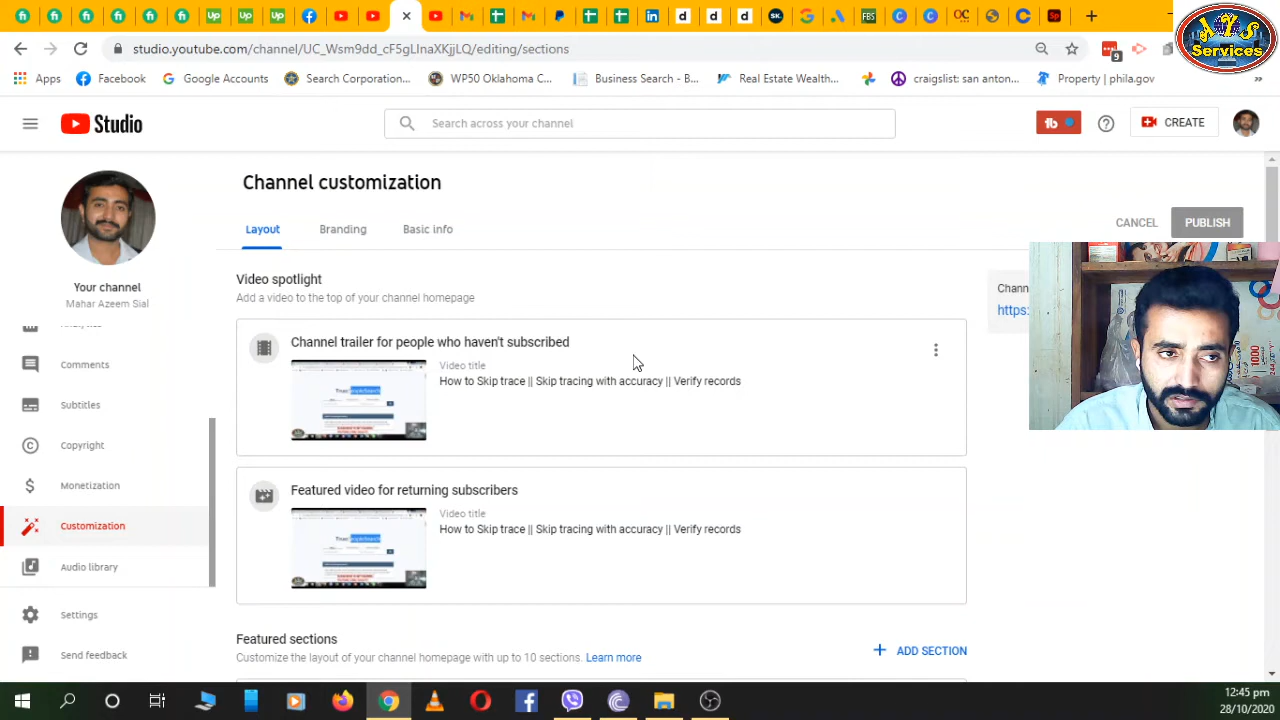 studio.youtube.com/channel/UC_Wsm9dd_cF5gLInaXKjjLQ/editing/sections
9
AZS
Services
Apps
Facebook
Google Accounts
Search Corporation...
WP50 Oklahoma C...
Business Search - B...
Real Estate Wealth...
craigslist: san anton...
Property | phila.gov
»
Studio
Search across your channel
CREATE
Channel customization
Layout
Branding
Basic info
CANCEL
PUBLISH
Your channel
Mahar Azeem Sial
Analytics
Comments
Subtitles
Copyright
Monetization
Customization
Audio library
Settings
Send feedback
Video spotlight
Add a video to the top of your channel homepage
Channel trailer for people who haven't subscribed
Video title
How to Skip trace || Skip tracing with accuracy || Verify records
Featured video for returning subscribers
Video title
How to Skip trace || Skip tracing with accuracy || Verify records
Chann
https:
Featured sections
Customize the layout of your channel homepage with up to 10 sections. Learn more
+ ADD SECTION
12:45 pm
28/10/2020